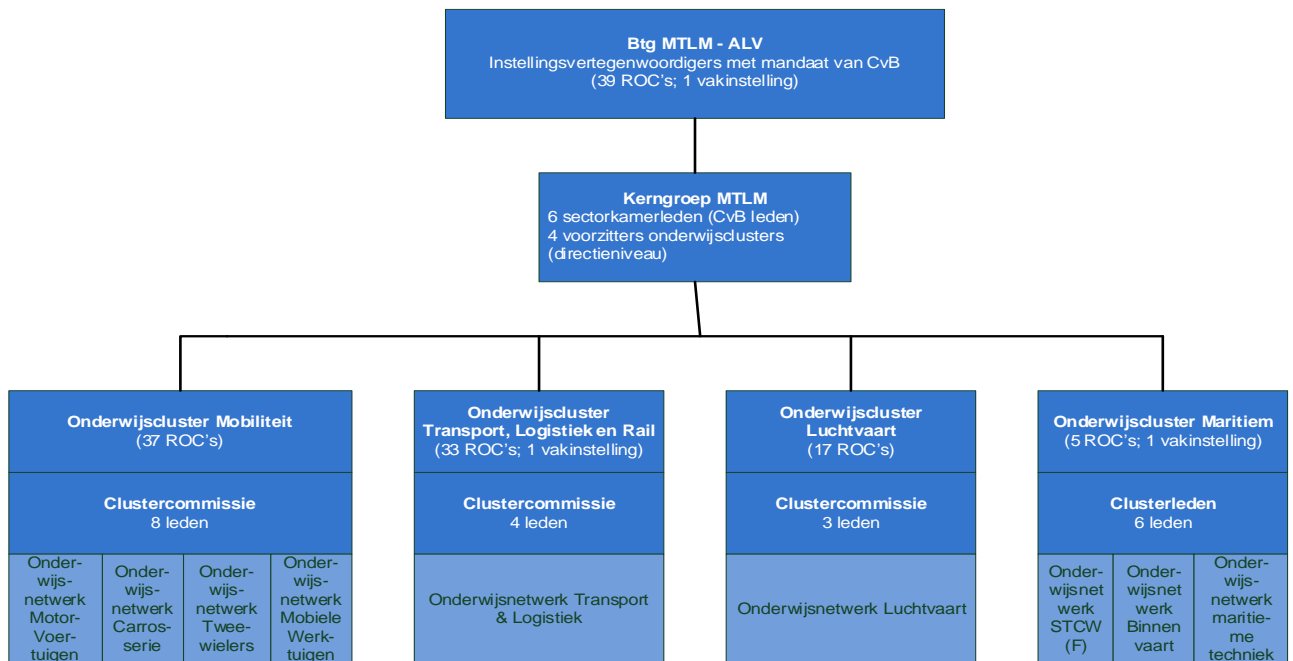 Btg MTLM - ALV
Instellingsvertegenwoordigers met mandaat van CvB
(39 ROC's; 1 vakinstelling)
Kerngroep MTLM
6 sectorkamerleden (CvB leden)
4 voorzitters onderwijsclusters
(directieniveau)
Onderwijscluster Mobiliteit
(37 ROC's)
Clustercommissie
8 leden
Onder-
wijs-
netwerk
Motor-
Voer-
tuigen
Onder-
wijs-
netwerk
Carros-
serie
Onder-
wijs-
netwerk
Twee-
wielers
Onder-
wijs-
netwerk
Mobiele
Werk-
tuigen
Onderwijscluster
Transport, Logistiek en Rail
(33 ROC's; 1 vakinstelling)
Clustercommissie
4 leden
Onderwijsnetwerk Transport
& Logistiek
Onderwijscluster
Luchtvaart
(17 ROC's)
Clustercommissie
3 leden
Onderwijsnetwerk Luchtvaart
Onderwijscluster Maritiem
(5 ROC's; 1 vakinstelling)
Clusterleden
6 leden
Onder-
wijsnet
werk
STCW
(F)
Onder-
wijsnet
werk
Binnen
vaart
Onder-
wijs-
netwerk
maritie-
me
techniek